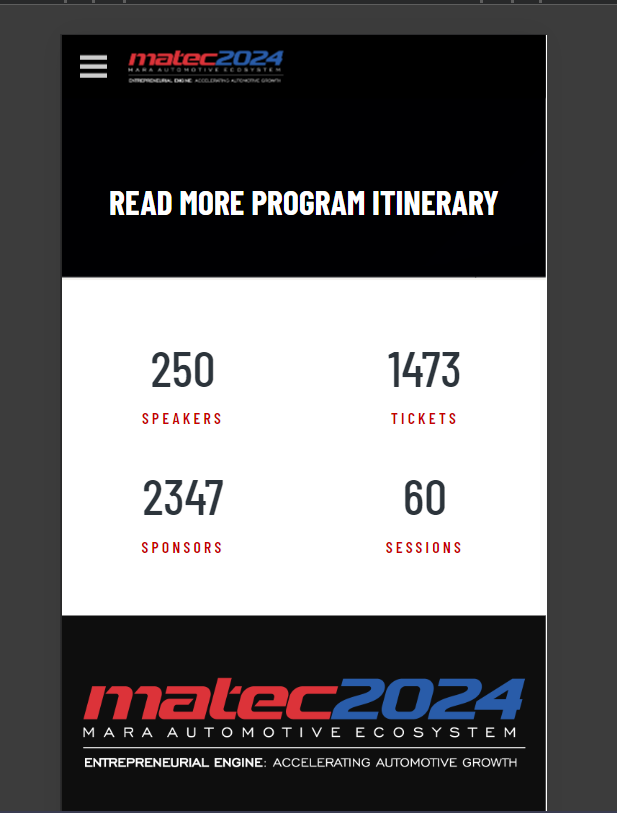 matec2024
MARA AUTOMOTIVE ECOSYSTEM
ENTREPRENEURIAL ENGINE: ACCELERATING AUTOMOTIVE GROWTH
READ MORE PROGRAM ITINERARY
250 1473
SPEAKERS TICKETS
2347 60
SPONSORS SESSIONS
matec2024
MARA AUTOMOTIVE ECOSYSTEM
ENTREPRENEURIAL ENGINE: ACCELERATING AUTOMOTIVE GROWTH